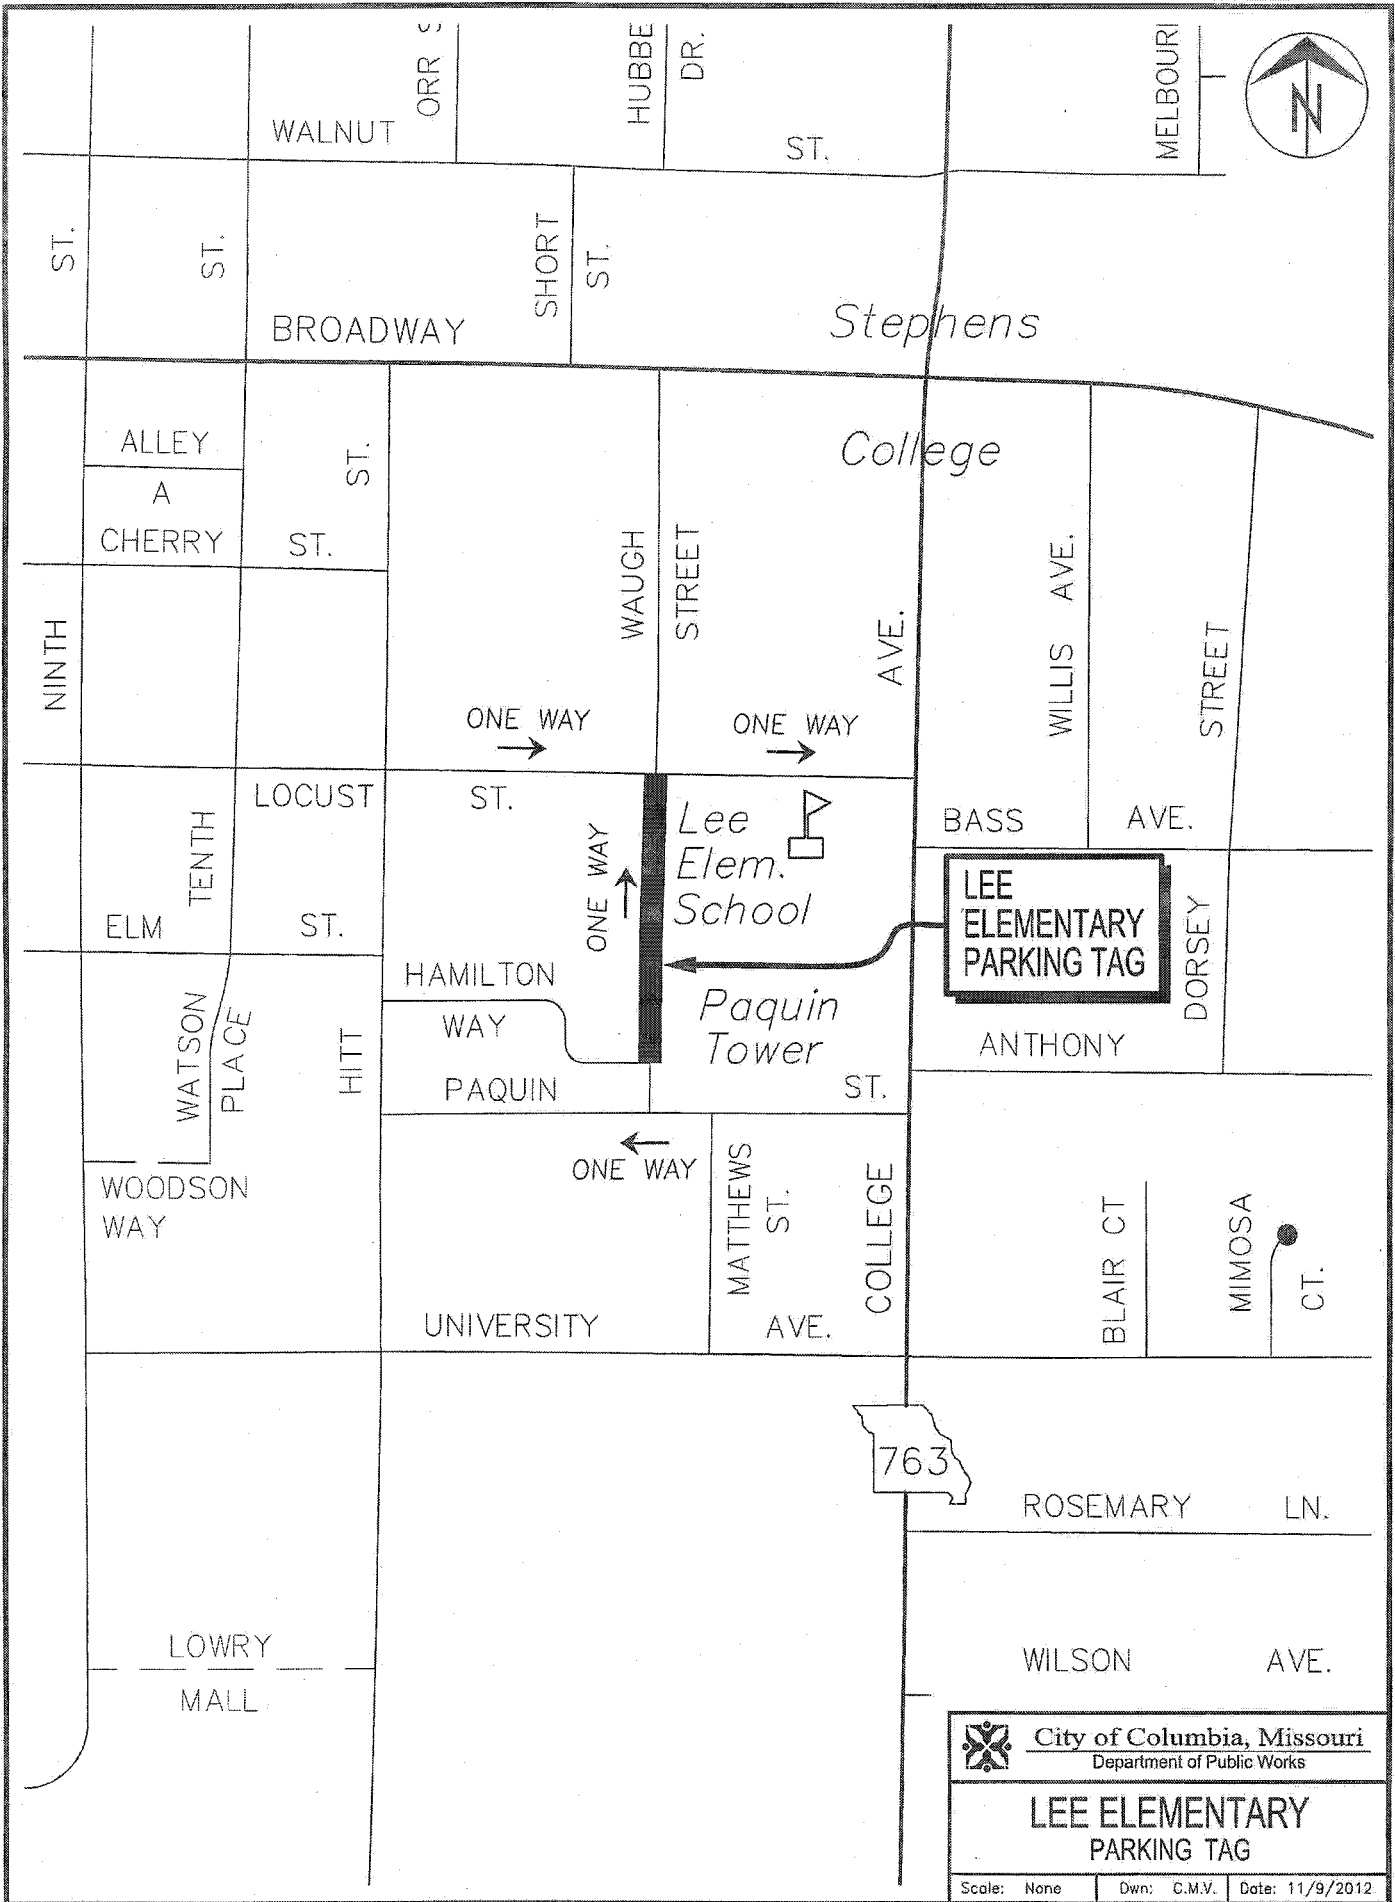 ORR
HUBBE
DR.
MELBOUR
N
WALNUT
ST.
ST.
ST.
SHORT
ST.
BROADWAY
Stephens
College
ALLEY
A
CHERRY
ST.
ST.
WAUGH
STREET
AVE.
WILLIS AVE.
STREET
NINTH
ONE WAY
ONE WAY
LOCUST
ST.
BASS
AVE.
TENTH
ONE WAY
Lee
Elem.
School
LEE
ELEMENTARY
PARKING TAG
DORSEY
ELM
ST.
HAMILTON
WAY
Paquin
Tower
WATSON
PLACE
HITT
ANTHONY
PAQUIN
ST.
ONE WAY
WOODSON
WAY
MATTHEWS
ST.
COLLEGE
BLAIR CT
MIMOSA
CT.
UNIVERSITY
AVE.
763
ROSEMARY
LN.
LOWRY
MALL
WILSON
AVE.
City of Columbia, Missouri
Department of Public Works
LEE ELEMENTARY
PARKING TAG
Scale: None
Dwn: C.M.V.
Date: 11/9/2012